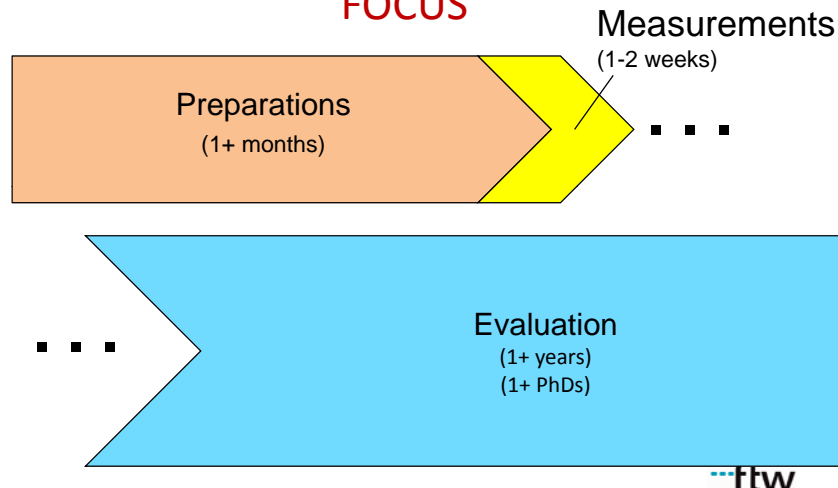 FOCUS
Measurements
(1-2 weeks)
Preparations
(1+ months)
Evaluation
(1+ years)
(1+ PhDs)
ftw